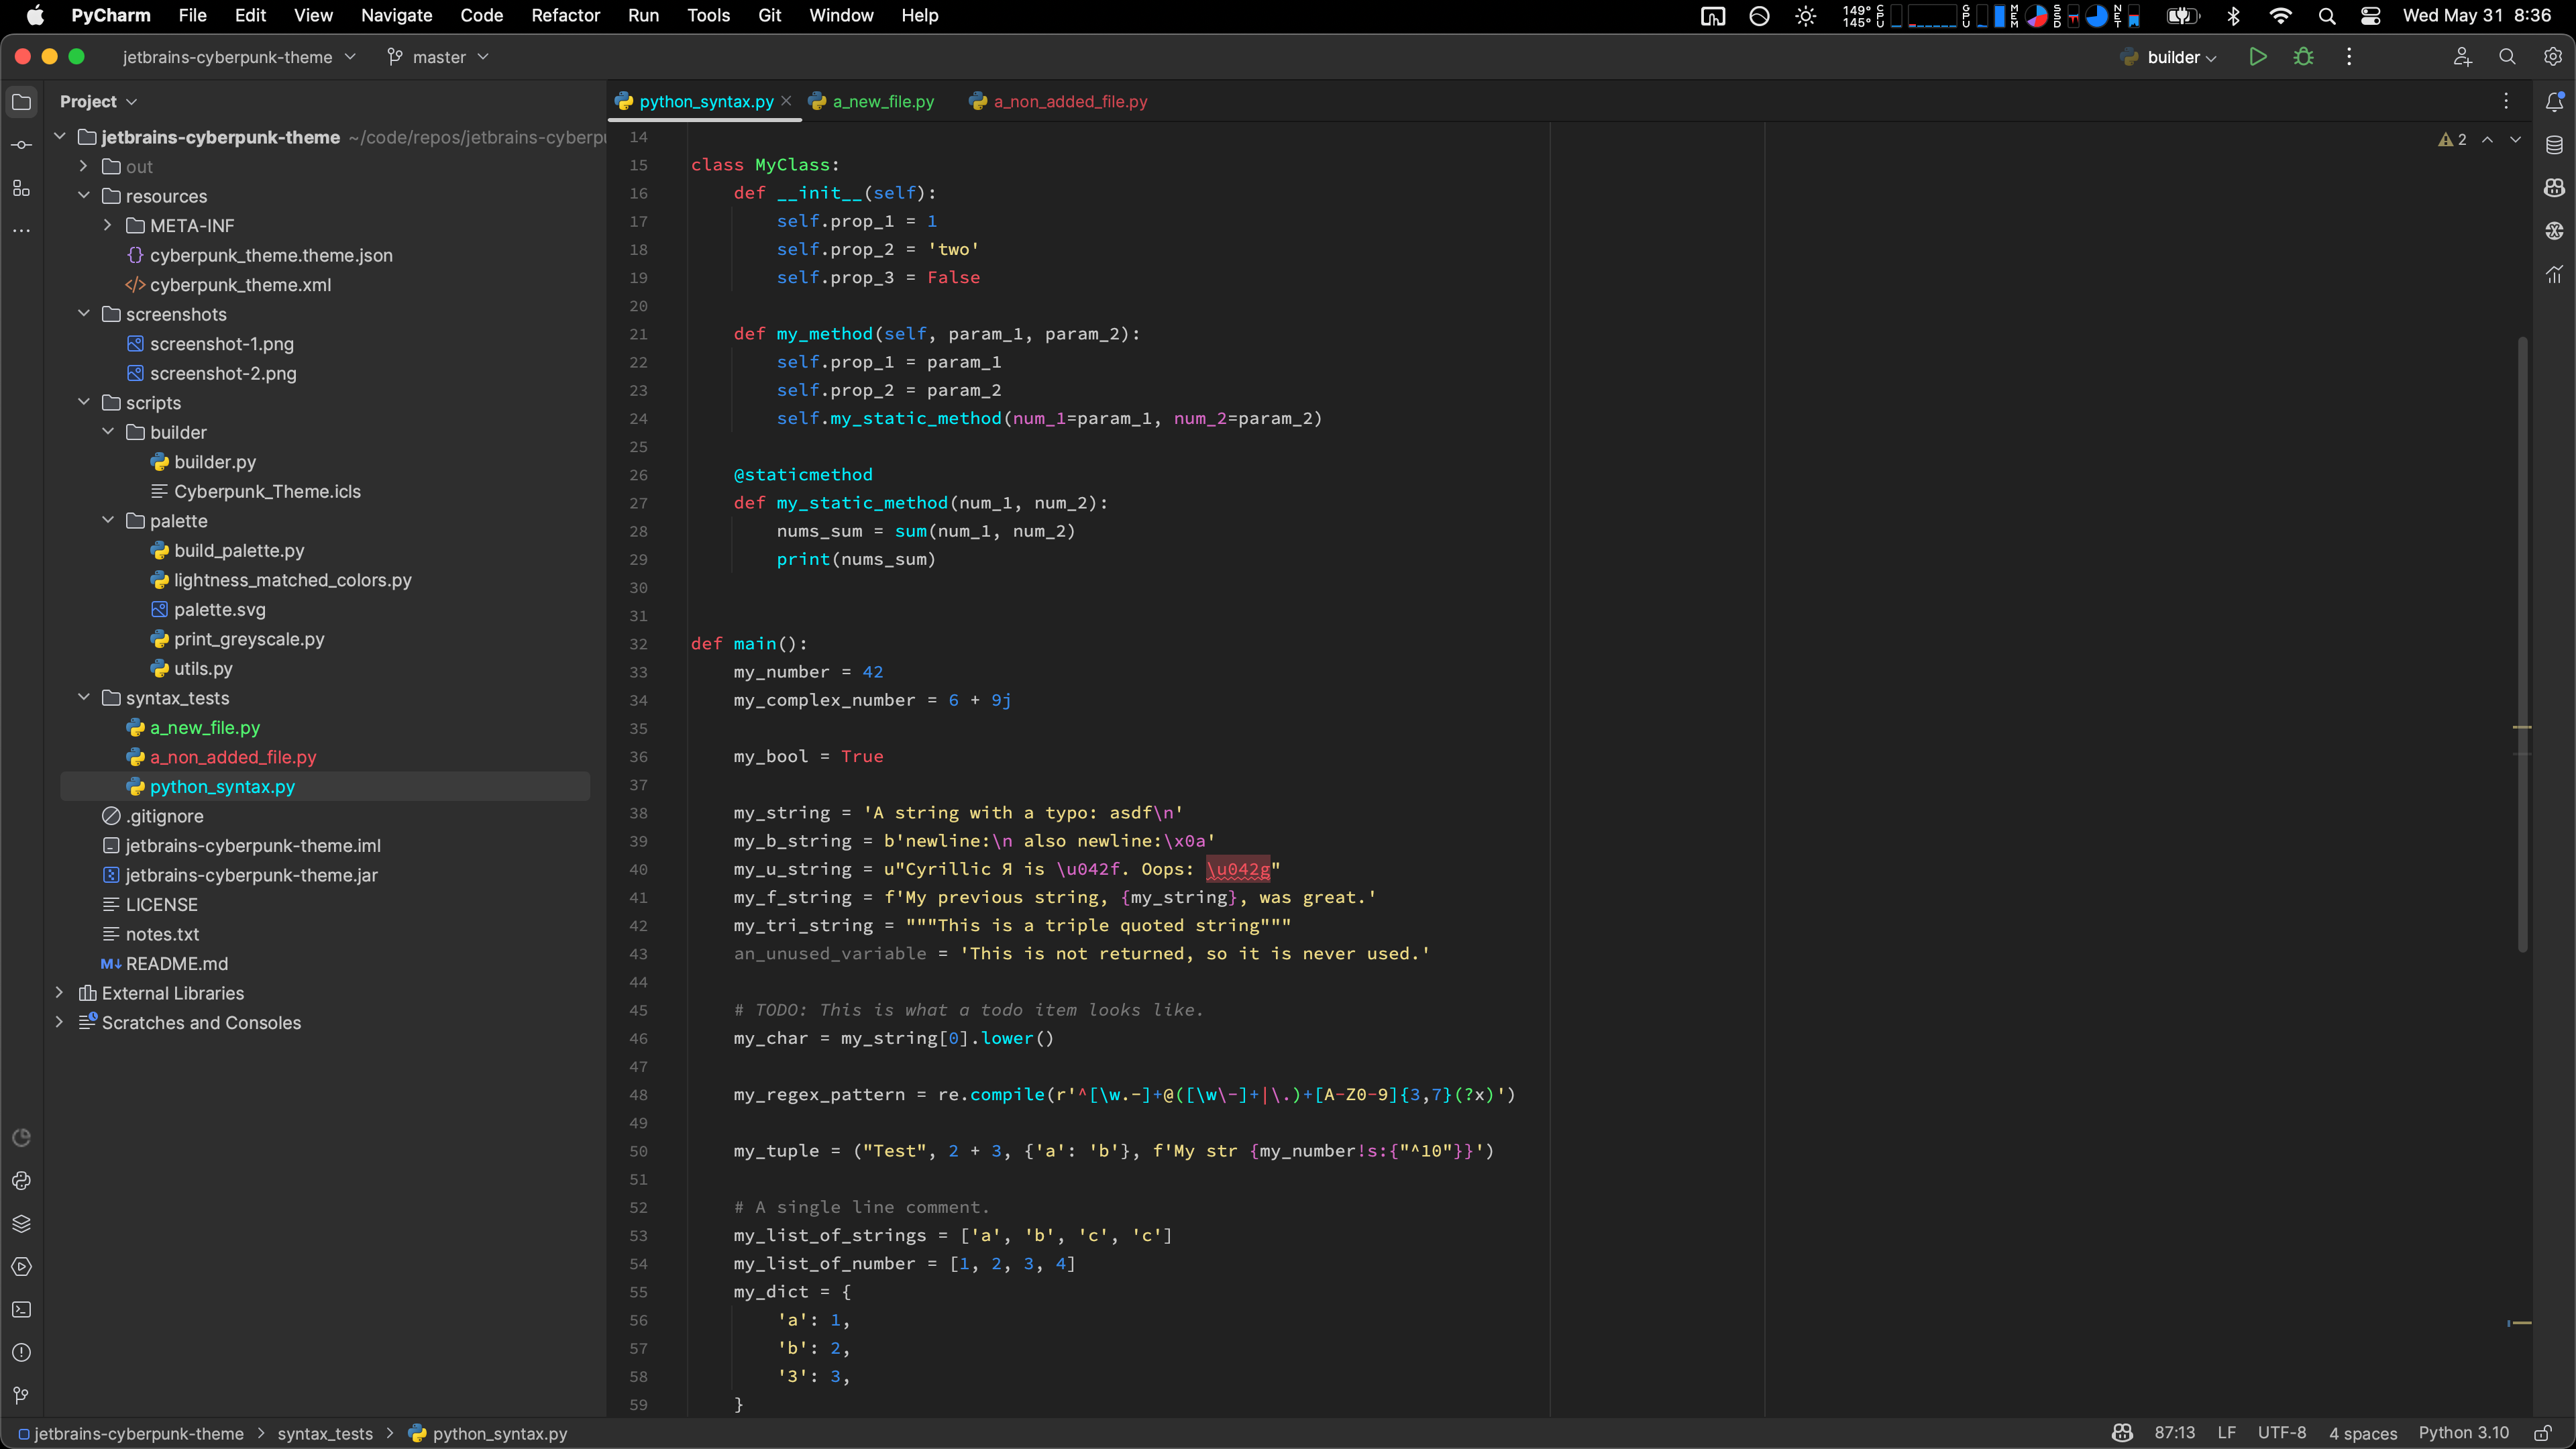 PyCharm File Edit View Navigate Code Refactor Run Tools Git Window Help 149° 145° CPU GPU MEM SSD NET Wed May 31 8:36
jetbrains-cyberpunk-theme master builder
Project
jetbrains-cyberpunk-theme ~/code/repos/jetbrains-cyberpu
out
resources
META-INF
cyberpunk_theme.theme.json
cyberpunk_theme.xml
screenshots
screenshot-1.png
screenshot-2.png
scripts
builder
builder.py
Cyberpunk_Theme.icls
palette
build_palette.py
lightness_matched_colors.py
palette.svg
print_greyscale.py
utils.py
syntax_tests
a_new_file.py
a_non_added_file.py
python_syntax.py
.gitignore
jetbrains-cyberpunk-theme.iml
jetbrains-cyberpunk-theme.jar
LICENSE
notes.txt
M↓ README.md
External Libraries
Scratches and Consoles
python_syntax.py a_new_file.py a_non_added_file.py
2
14
15 class MyClass:
16     def __init__(self):
17         self.prop_1 = 1
18         self.prop_2 = 'two'
19         self.prop_3 = False
20
21     def my_method(self, param_1, param_2):
22         self.prop_1 = param_1
23         self.prop_2 = param_2
24         self.my_static_method(num_1=param_1, num_2=param_2)
25
26     @staticmethod
27     def my_static_method(num_1, num_2):
28         nums_sum = sum(num_1, num_2)
29         print(nums_sum)
30
31
32 def main():
33     my_number = 42
34     my_complex_number = 6 + 9j
35
36     my_bool = True
37
38     my_string = 'A string with a typo: asdf\n'
39     my_b_string = b'newline:\n also newline:\x0a'
40     my_u_string = u"Cyrillic Я is \u042f. Oops: \u042g"
41     my_f_string = f'My previous string, {my_string}, was great.'
42     my_tri_string = """This is a triple quoted string"""
43     an_unused_variable = 'This is not returned, so it is never used.'
44
45     # TODO: This is what a todo item looks like.
46     my_char = my_string[0].lower()
47
48     my_regex_pattern = re.compile(r'^[\w.-]+@([\w\-]+|\.)+[A-Z0-9]{3,7}(?x)')
49
50     my_tuple = ("Test", 2 + 3, {'a': 'b'}, f'My str {my_number!s:{"^10"}}')
51
52     # A single line comment.
53     my_list_of_strings = ['a', 'b', 'c', 'c']
54     my_list_of_number = [1, 2, 3, 4]
55     my_dict = {
56         'a': 1,
57         'b': 2,
58         '3': 3,
59     }
jetbrains-cyberpunk-theme > syntax_tests > python_syntax.py 87:13 LF UTF-8 4 spaces Python 3.10